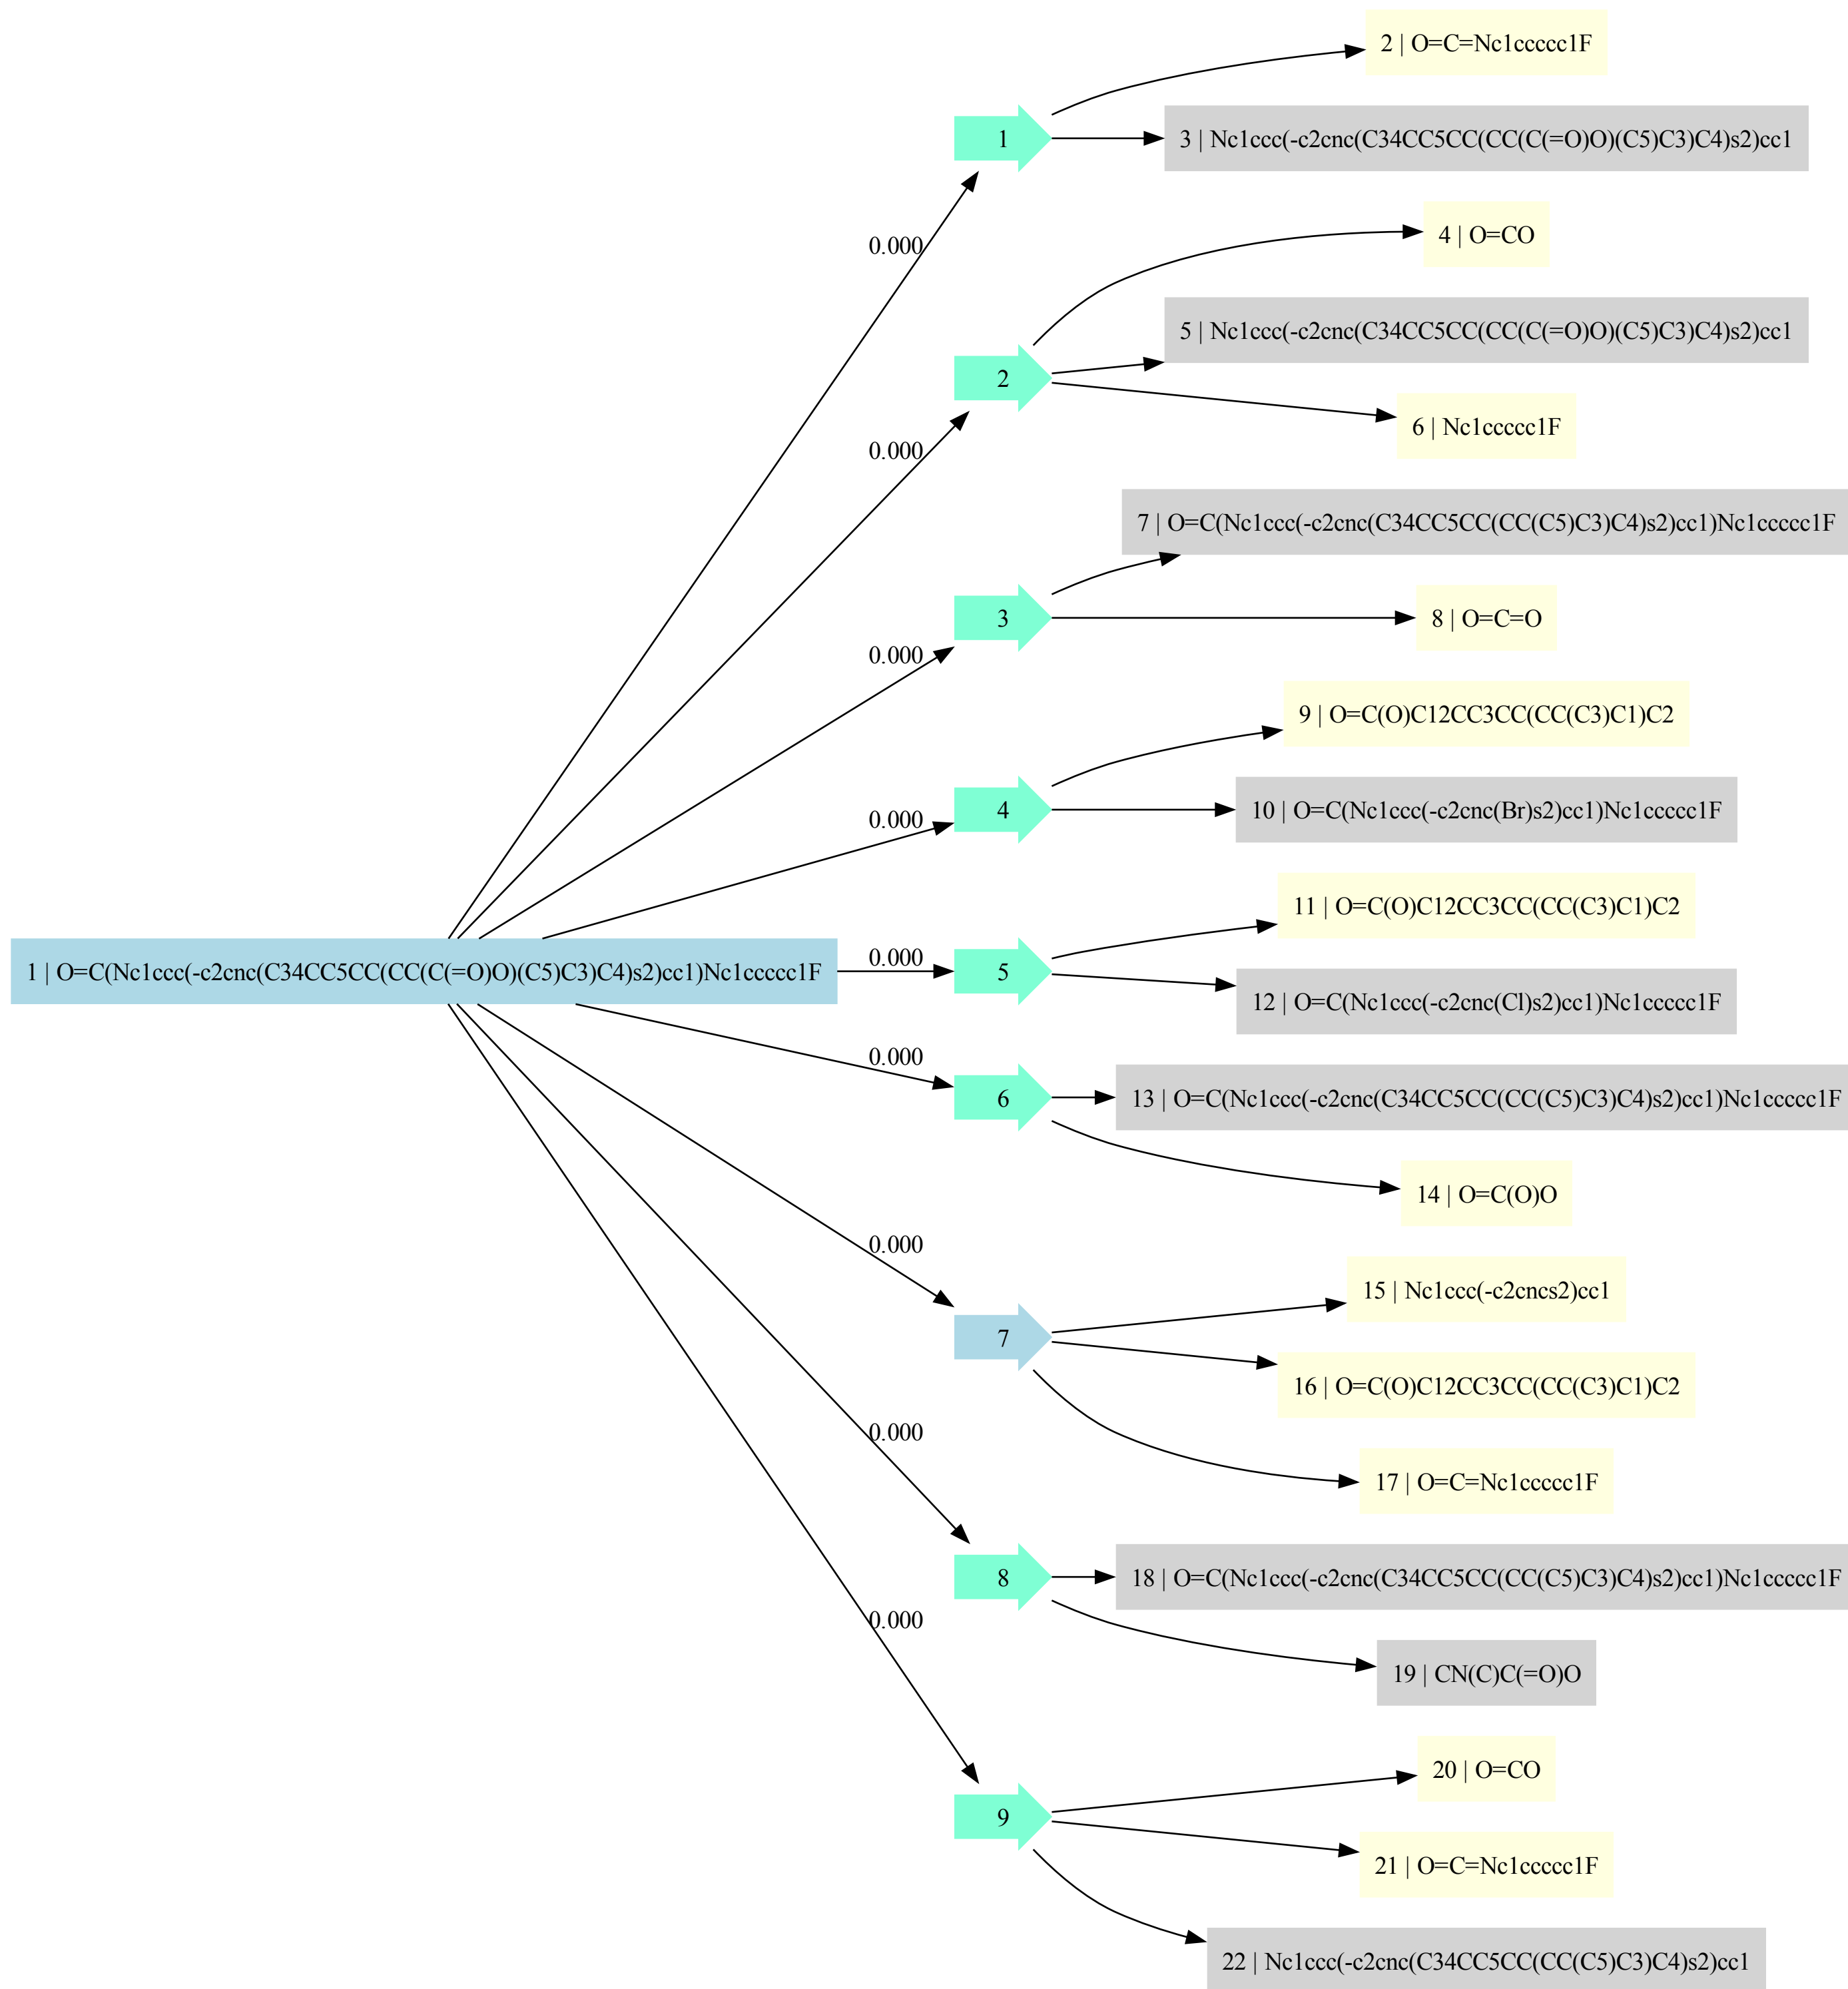 2 | O=C=Nc1ccccc1F
1
3 | Nc1ccc(-c2cnc(C34CC5CC(CC(C(=O)O)(C5)C3)C4)s2)cc1
4 | O=CO
0.000
5 | Nc1ccc(-c2cnc(C34CC5CC(CC(C(=O)O)(C5)C3)C4)s2)cc1
2
6 | Nc1ccccc1F
0.000
7 | O=C(Nc1ccc(-c2cnc(C34CC5CC(CC(C5)C3)C4)s2)cc1)Nc1ccccc1F
3
8 | O=C=O
0.000
9 | O=C(O)C12CC3CC(CC(C3)C1)C2
4
10 | O=C(Nc1ccc(-c2cnc(Br)s2)cc1)Nc1ccccc1F
0.000
11 | O=C(O)C12CC3CC(CC(C3)C1)C2
1 | O=C(Nc1ccc(-c2cnc(C34CC5CC(CC(C(=O)O)(C5)C3)C4)s2)cc1)Nc1ccccc1F
0.000
5
12 | O=C(Nc1ccc(-c2cnc(Cl)s2)cc1)Nc1ccccc1F
0.000
6
13 | O=C(Nc1ccc(-c2cnc(C34CC5CC(CC(C5)C3)C4)s2)cc1)Nc1ccccc1F
14 | O=C(O)O
0.000
15 | Nc1ccc(-c2cncs2)cc1
7
16 | O=C(O)C12CC3CC(CC(C3)C1)C2
0.000
17 | O=C=Nc1ccccc1F
8
18 | O=C(Nc1ccc(-c2cnc(C34CC5CC(CC(C5)C3)C4)s2)cc1)Nc1ccccc1F
0.000
19 | CN(C)C(=O)O
20 | O=CO
9
21 | O=C=Nc1ccccc1F
22 | Nc1ccc(-c2cnc(C34CC5CC(CC(C5)C3)C4)s2)cc1